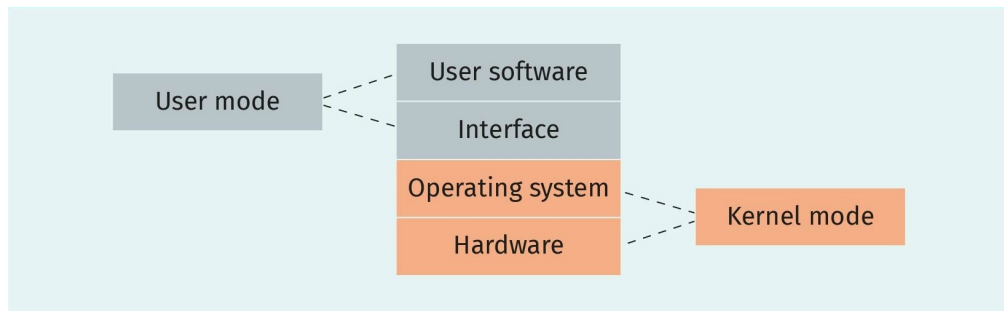 User mode
User software
Interface
Operating system
Hardware
Kernel mode